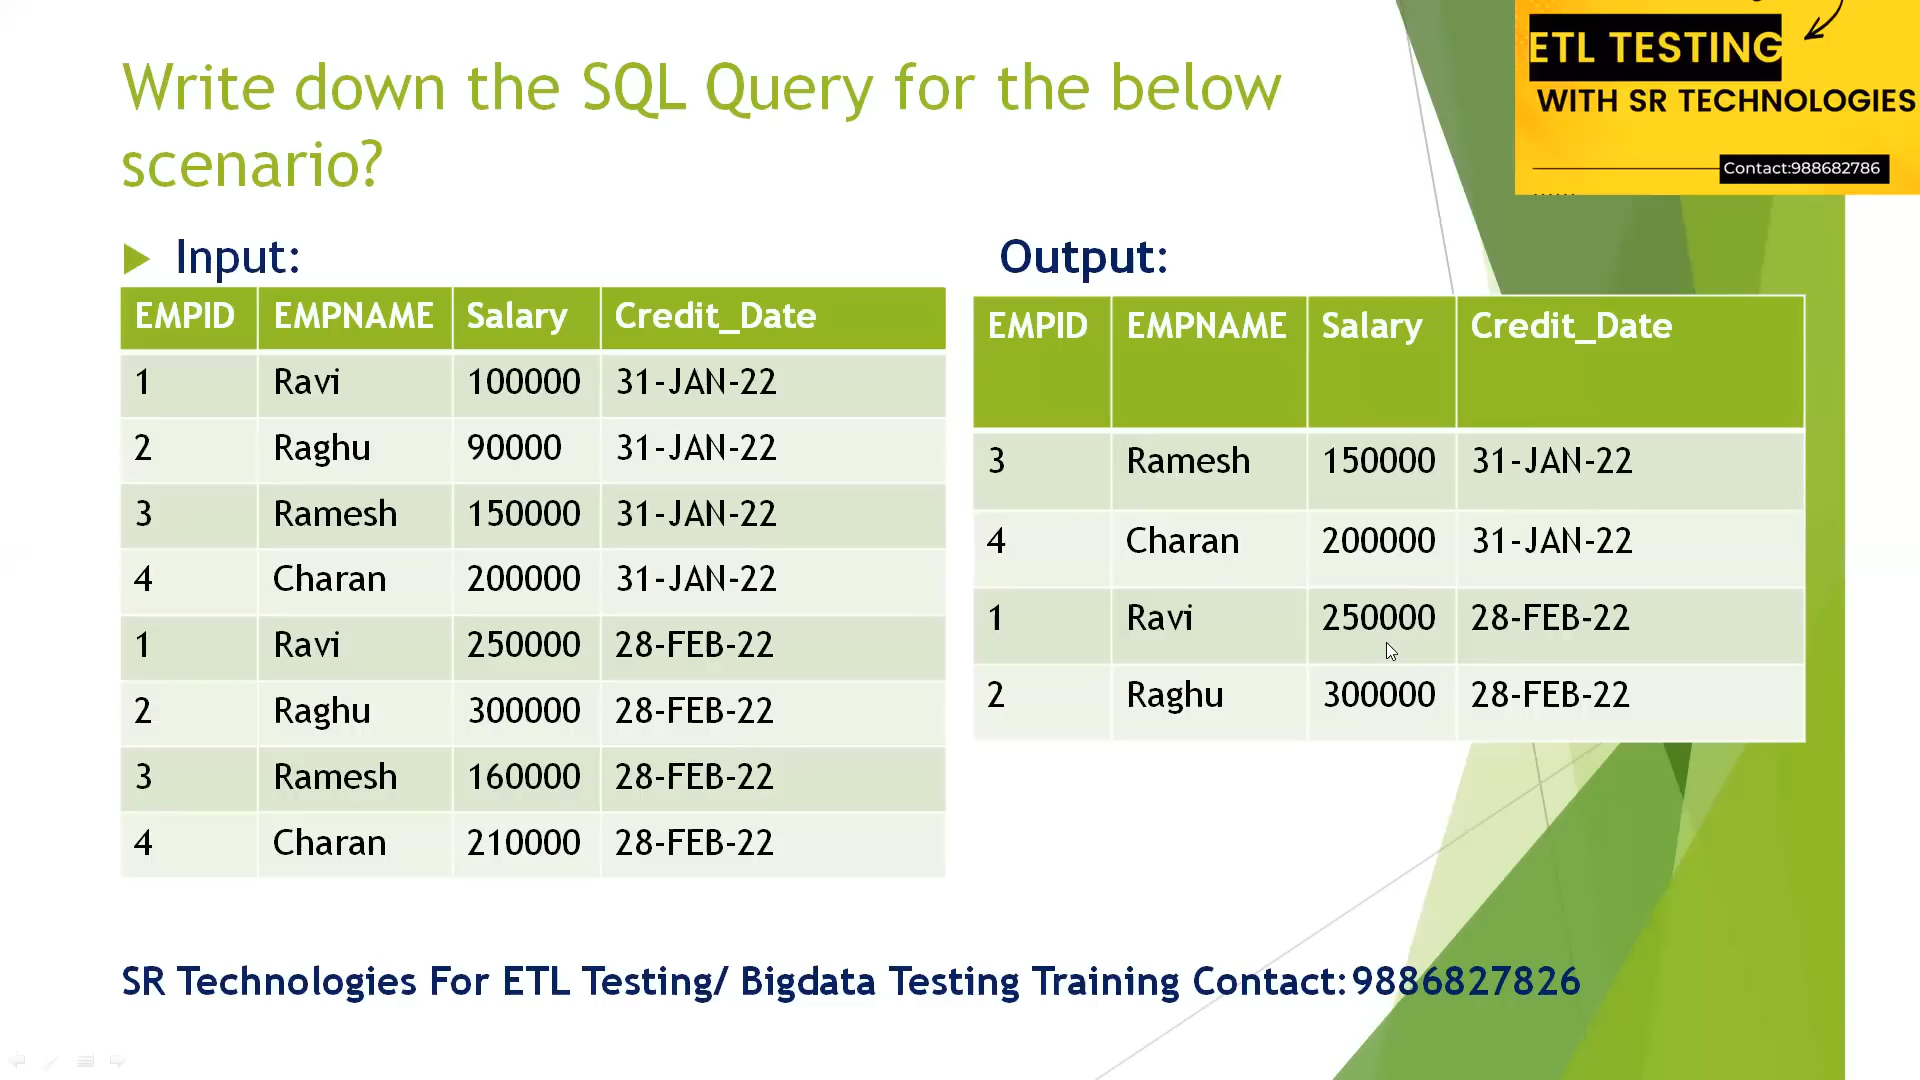 Write down the SQL Query for the below
scenario?
ETL TESTING
WITH SR TECHNOLOGIES
Contact:988682786
Input:
EMPID EMPNAME Salary Credit_Date
1 Ravi 100000 31-JAN-22
2 Raghu 90000 31-JAN-22
3 Ramesh 150000 31-JAN-22
4 Charan 200000 31-JAN-22
1 Ravi 250000 28-FEB-22
2 Raghu 300000 28-FEB-22
3 Ramesh 160000 28-FEB-22
4 Charan 210000 28-FEB-22
Output:
EMPID EMPNAME Salary Credit_Date
3 Ramesh 150000 31-JAN-22
4 Charan 200000 31-JAN-22
1 Ravi 250000 28-FEB-22
2 Raghu 300000 28-FEB-22
SR Technologies For ETL Testing/ Bigdata Testing Training Contact:9886827826